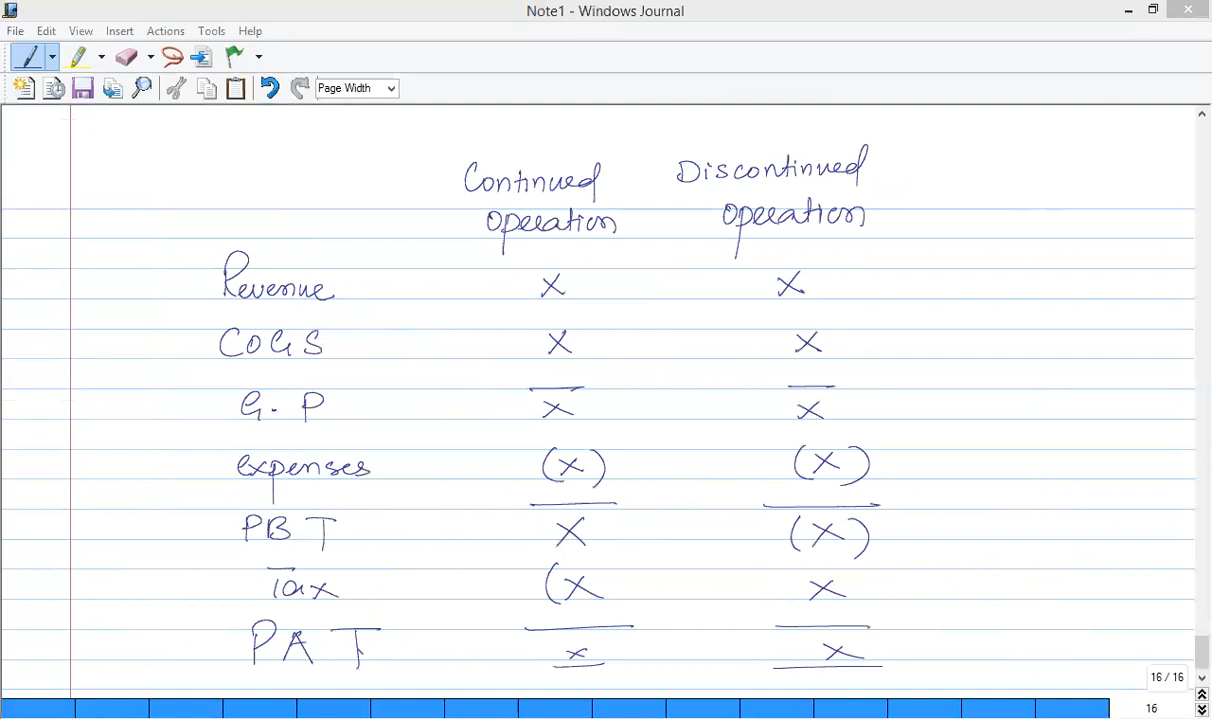 Note1 - Windows Journal
File Edit View Insert Actions Tools Help
Page Width
Continued Discontinued
operation operation
Revenue X X
COGS X X
G.P X X
expenses (X) (X)
PBT X (X)
Tax (X X
PAT X X
16 / 16
16